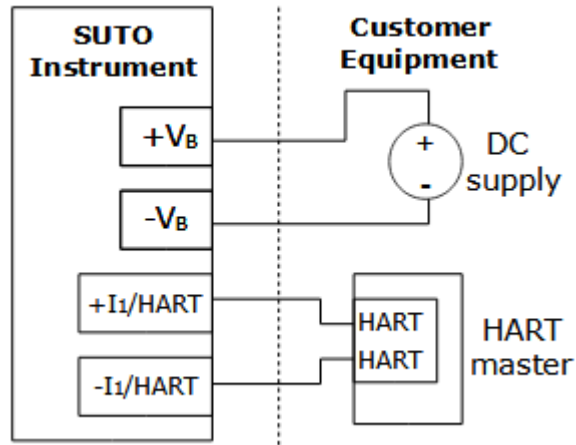 SUTO
Instrument
Customer
Equipment
+VB
-VB
+
-
DC
supply
+I1/HART
-I1/HART
HART
HART
HART
master